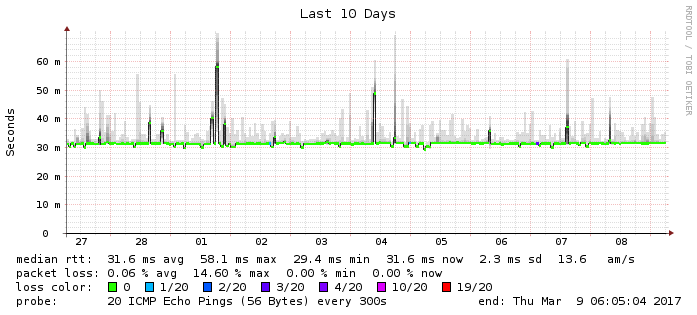 Last 10 Days
RRDTOOL / TOBI OETIKER
Seconds
60 m
50 m
40 m
30 m
20 m
10 m
0
27 28 01 02 03 04 05 06 07 08
median rtt: 31.6 ms avg 58.1 ms max 29.4 ms min 31.6 ms now 2.3 ms sd 13.6 am/s
packet loss: 0.06 % avg 14.60 % max 0.00 % min 0.00 % now
loss color: 0 1/20 2/20 3/20 4/20 10/20 19/20
probe: 20 ICMP Echo Pings (56 Bytes) every 300s end: Thu Mar 9 06:05:04 2017